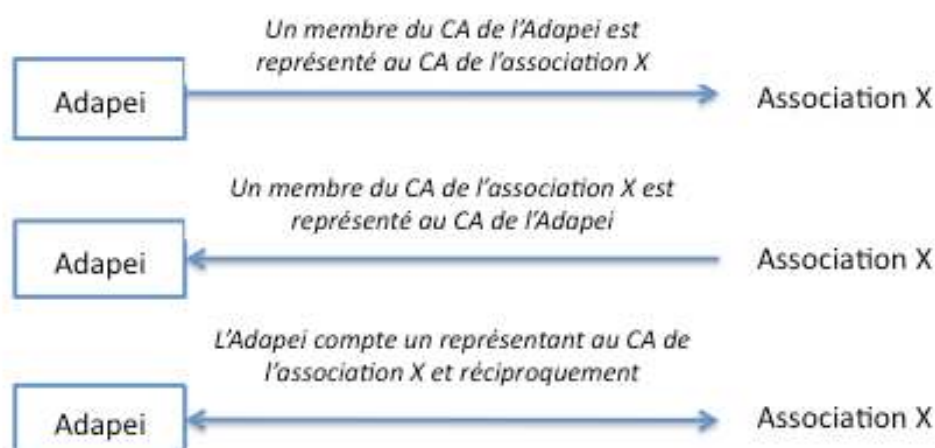 Un membre du CA de l'Adapei est
représenté au CA de l'association X
Adapei
Association X
Un membre du CA de l'association X est
représenté au CA de l'Adapei
Adapei
Association X
L'Adapei compte un représentant au CA de
l'association X et réciproquement
Adapei
Association X